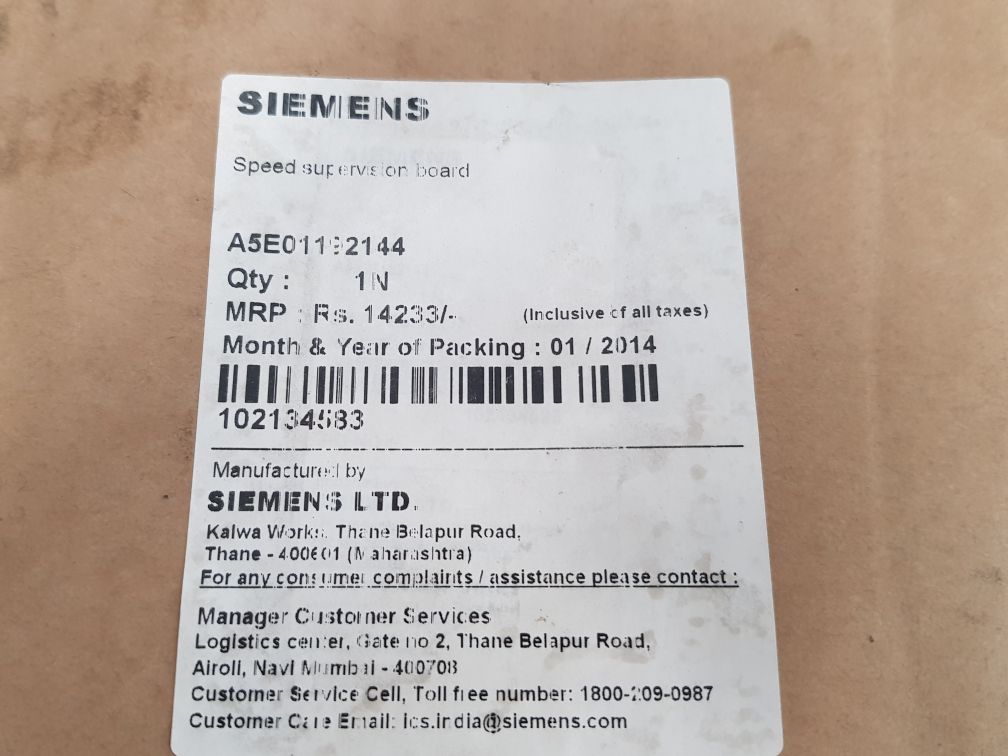 SIEMENS
Speed supervision board
A5E01192144
Qty : 1N
MRP : Rs. 14233/- (Inclusive of all taxes)
Month & Year of Packing : 01 / 2014
102134583
Manufactured by
SIEMENS LTD.
Kalwa Works, Thane Belapur Road,
Thane - 400601 (Maharashtra)
For any consumer complaints / assistance please contact :
Manager Customer Services
Logistics center, Gate no 2, Thane Belapur Road,
Airoli, Navi Mumbai - 400708
Customer Service Cell, Toll free number: 1800-209-0987
Customer Care Email: ics.india@siemens.com